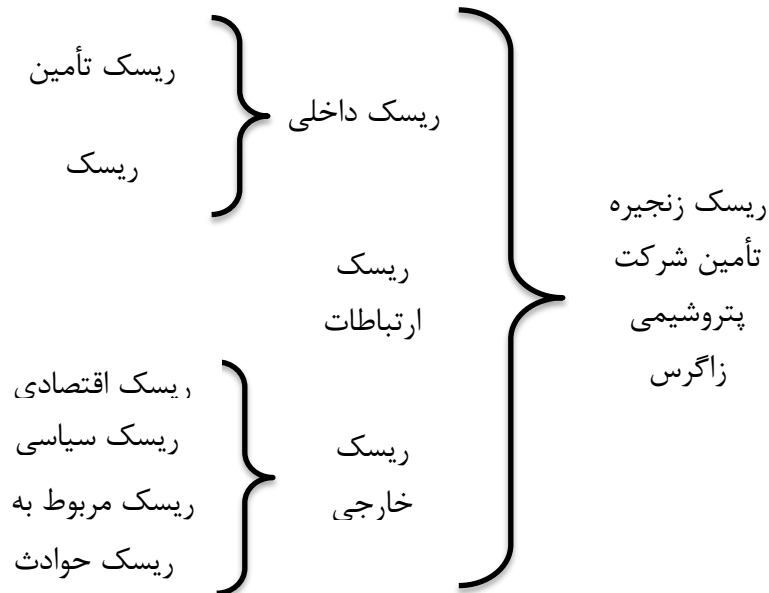 ریسک زنجیره
تأمین شرکت
پتروشیمی
زاگرس
ریسک داخلی
ریسک تأمین
ریسک
ریسک
ارتباطات
ریسک
خارجی
ریسک اقتصادی
ریسک سیاسی
ریسک مربوط به
ریسک حوادث